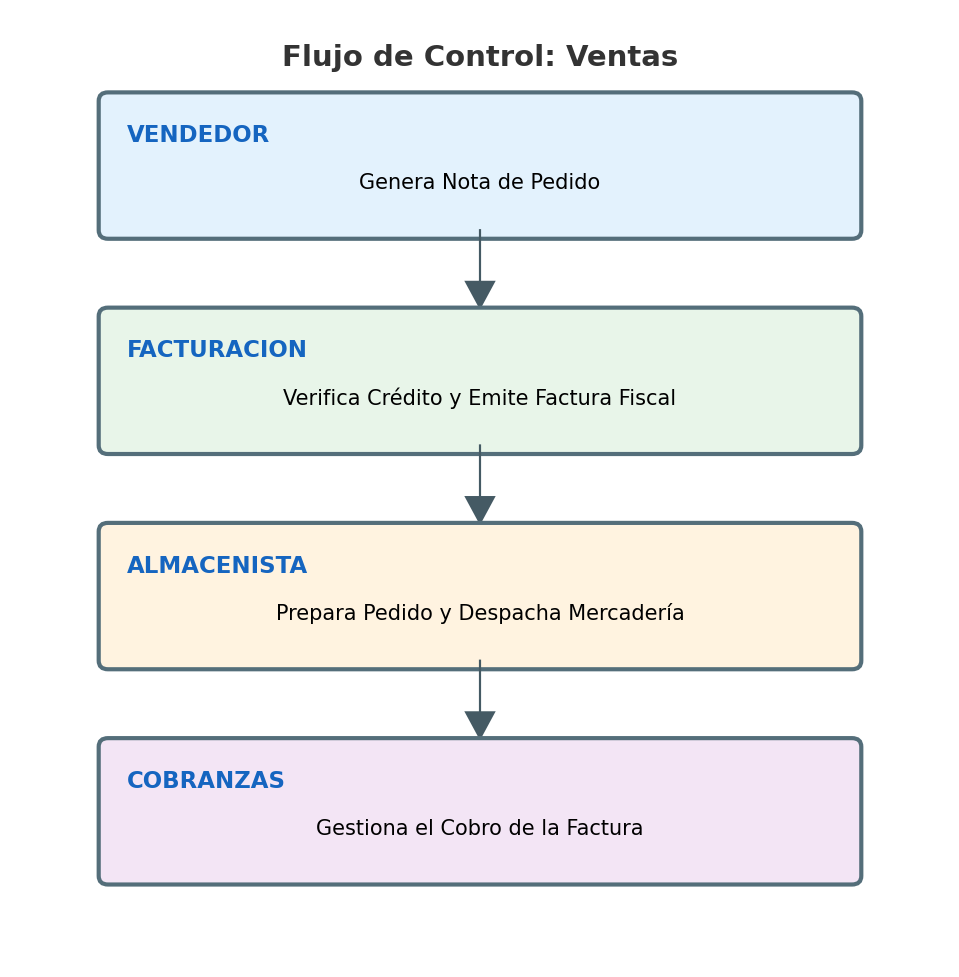 Flujo de Control: Ventas
VENDEDOR
Genera Nota de Pedido
FACTURACION
Verifica Crédito y Emite Factura Fiscal
ALMACENISTA
Prepara Pedido y Despacha Mercadería
COBRANZAS
Gestiona el Cobro de la Factura